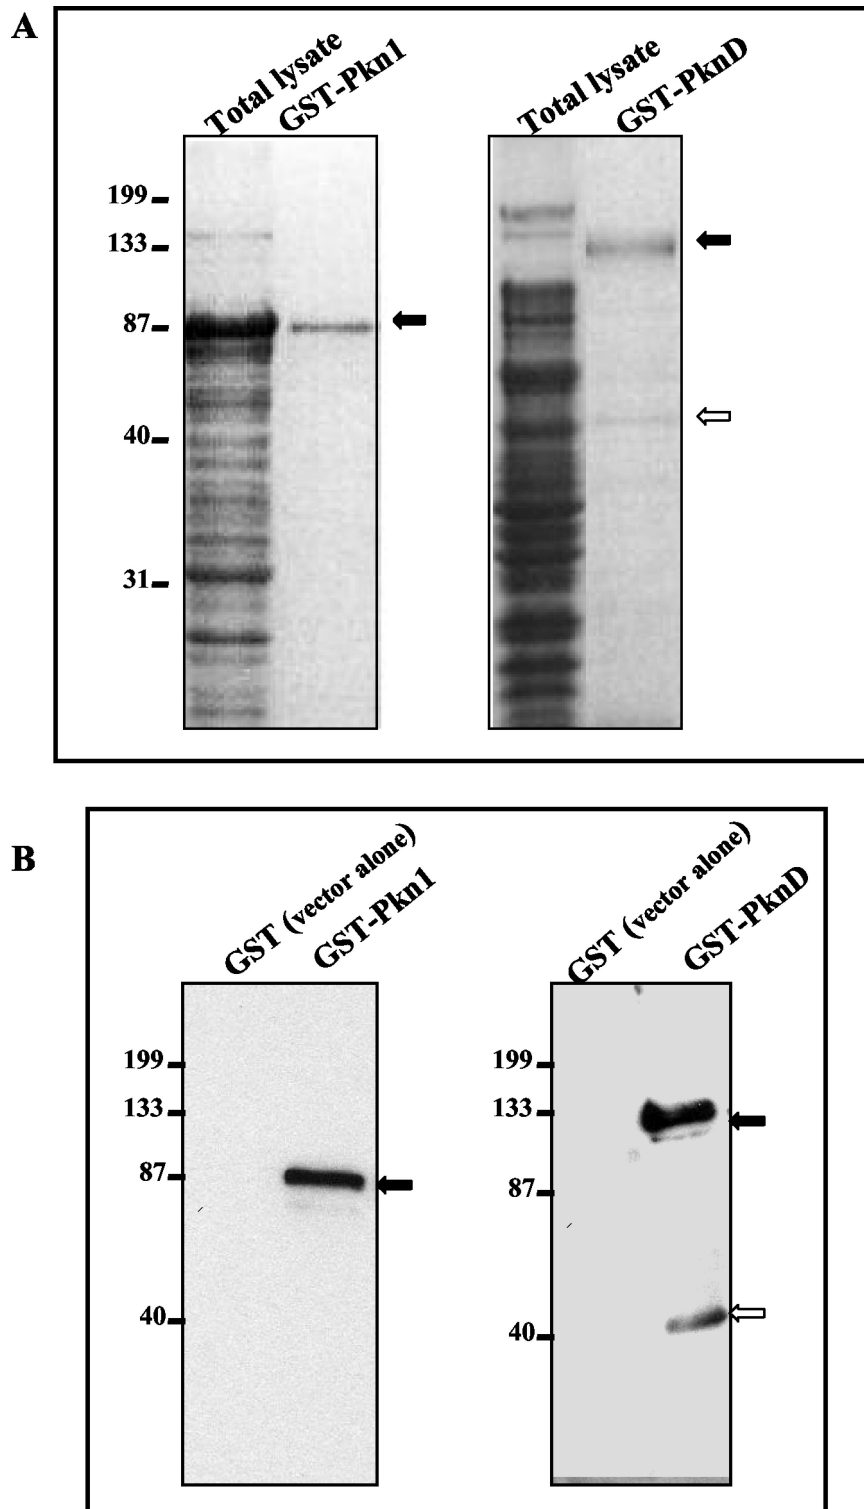 A
Total lysate
GST-Pkn1
Total lysate
GST-PknD
199
133
87
40
31
B
GST (vector alone)
GST-Pkn1
GST (vector alone)
GST-PknD
199
133
87
40
199
133
87
40